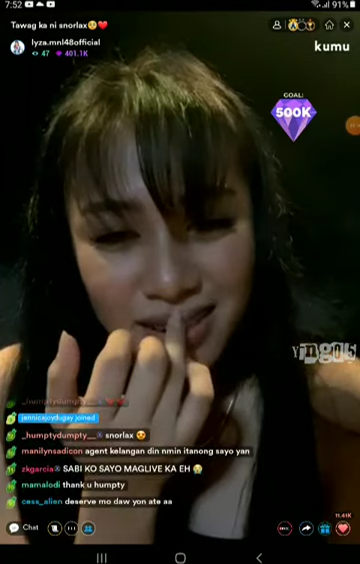 7:52
91%
Tawag ka ni snorlax🥺❤️
lyza.mnl48official
47 401.1K
kumu
GOAL:
500K
_humptydumpty__
jennicajoydugay joined
_humptydumpty__ snorlax 😍
manilynsadicon agent kelangan din nmin itanong sayo yan
zkgarcia SABI KO SAYO MAGLIVE KA EH 😭
mamalodi thank u humpty
cess_alien deserve mo daw yon ate aa
11.41K
Chat